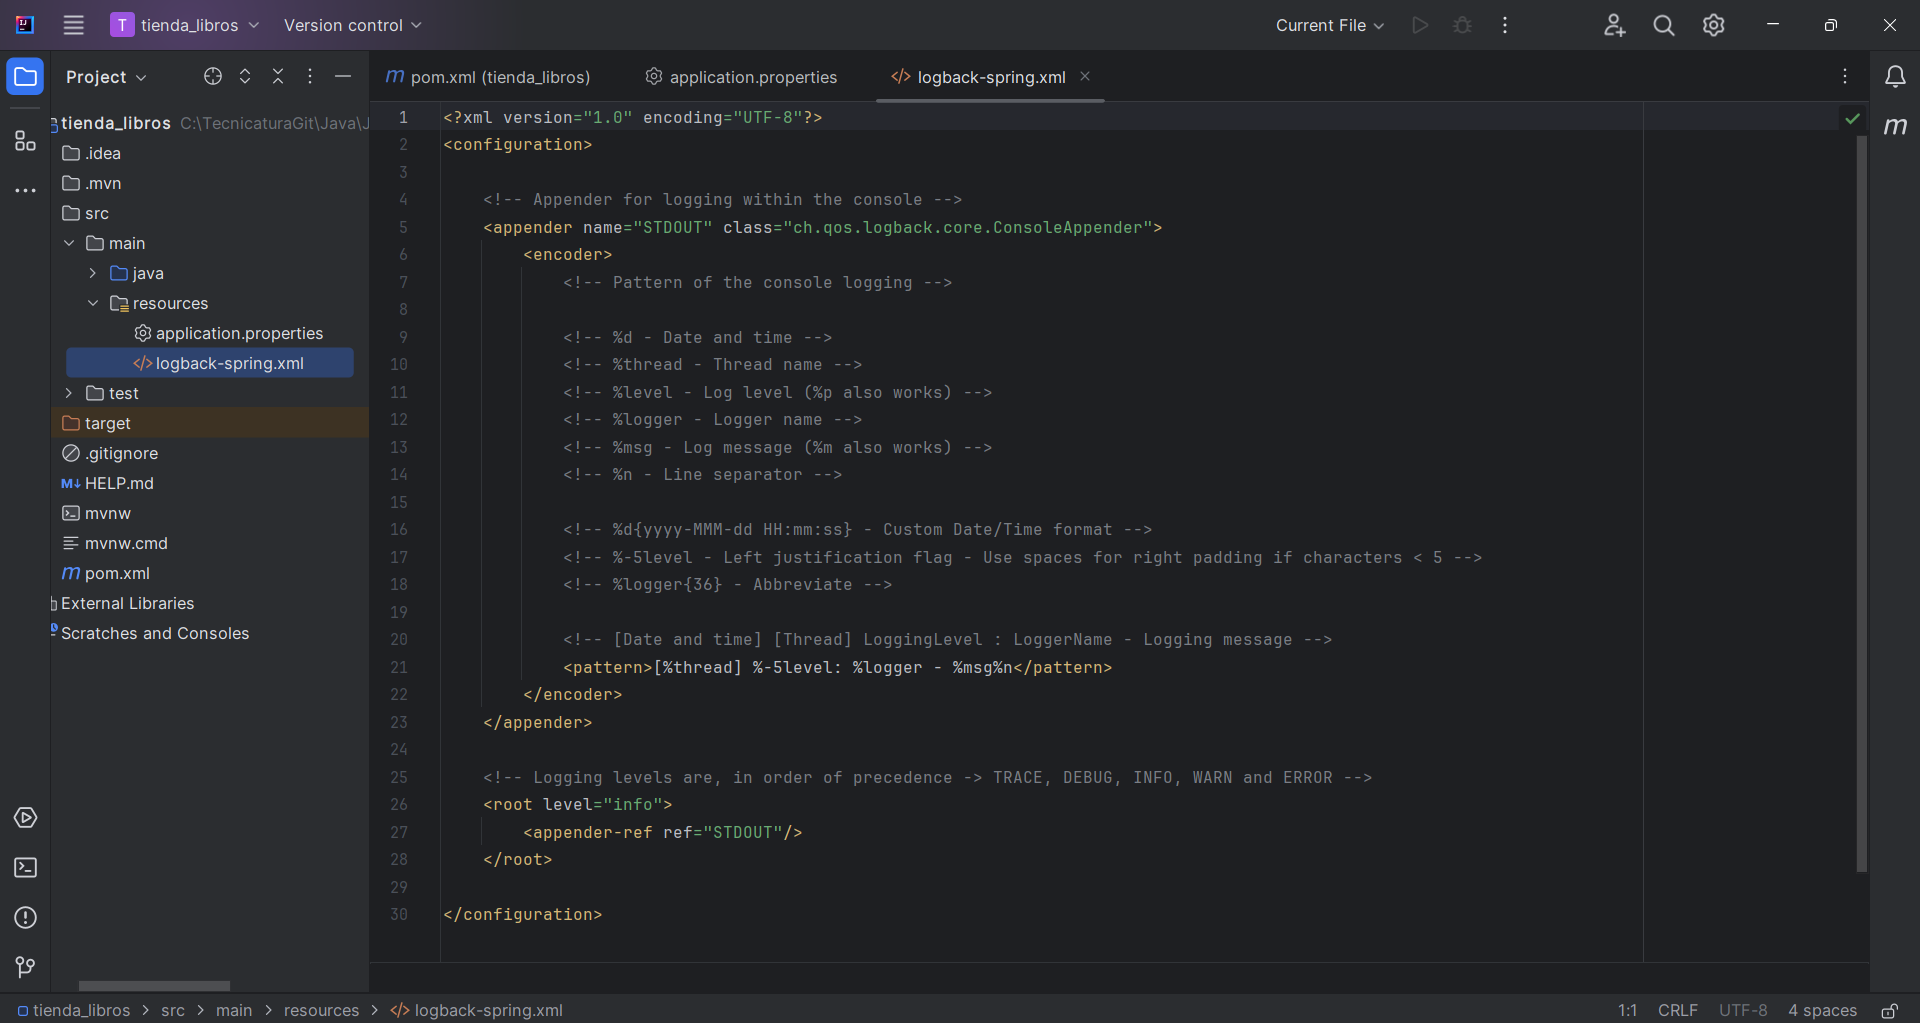 T tienda_libros Version control Current File
Project
tienda_libros C:\TecnicaturaGit\Java\J
.idea
.mvn
src
main
java
resources
application.properties
logback-spring.xml
test
target
.gitignore
M↓ HELP.md
mvnw
mvnw.cmd
m pom.xml
External Libraries
Scratches and Consoles
m pom.xml (tienda_libros) application.properties </> logback-spring.xml
1 <?xml version="1.0" encoding="UTF-8"?>
2 <configuration>
3
4 <!-- Appender for logging within the console -->
5 <appender name="STDOUT" class="ch.qos.logback.core.ConsoleAppender">
6 <encoder>
7 <!-- Pattern of the console logging -->
8
9 <!-- %d - Date and time -->
10 <!-- %thread - Thread name -->
11 <!-- %level - Log level (%p also works) -->
12 <!-- %logger - Logger name -->
13 <!-- %msg - Log message (%m also works) -->
14 <!-- %n - Line separator -->
15
16 <!-- %d{yyyy-MMM-dd HH:mm:ss} - Custom Date/Time format -->
17 <!-- %-5level - Left justification flag - Use spaces for right padding if characters < 5 -->
18 <!-- %logger{36} - Abbreviate -->
19
20 <!-- [Date and time] [Thread] LoggingLevel : LoggerName - Logging message -->
21 <pattern>[%thread] %-5level: %logger - %msg%n</pattern>
22 </encoder>
23 </appender>
24
25 <!-- Logging levels are, in order of precedence -> TRACE, DEBUG, INFO, WARN and ERROR -->
26 <root level="info">
27 <appender-ref ref="STDOUT"/>
28 </root>
29
30 </configuration>
m
tienda_libros > src > main > resources > </> logback-spring.xml 1:1 CRLF UTF-8 4 spaces